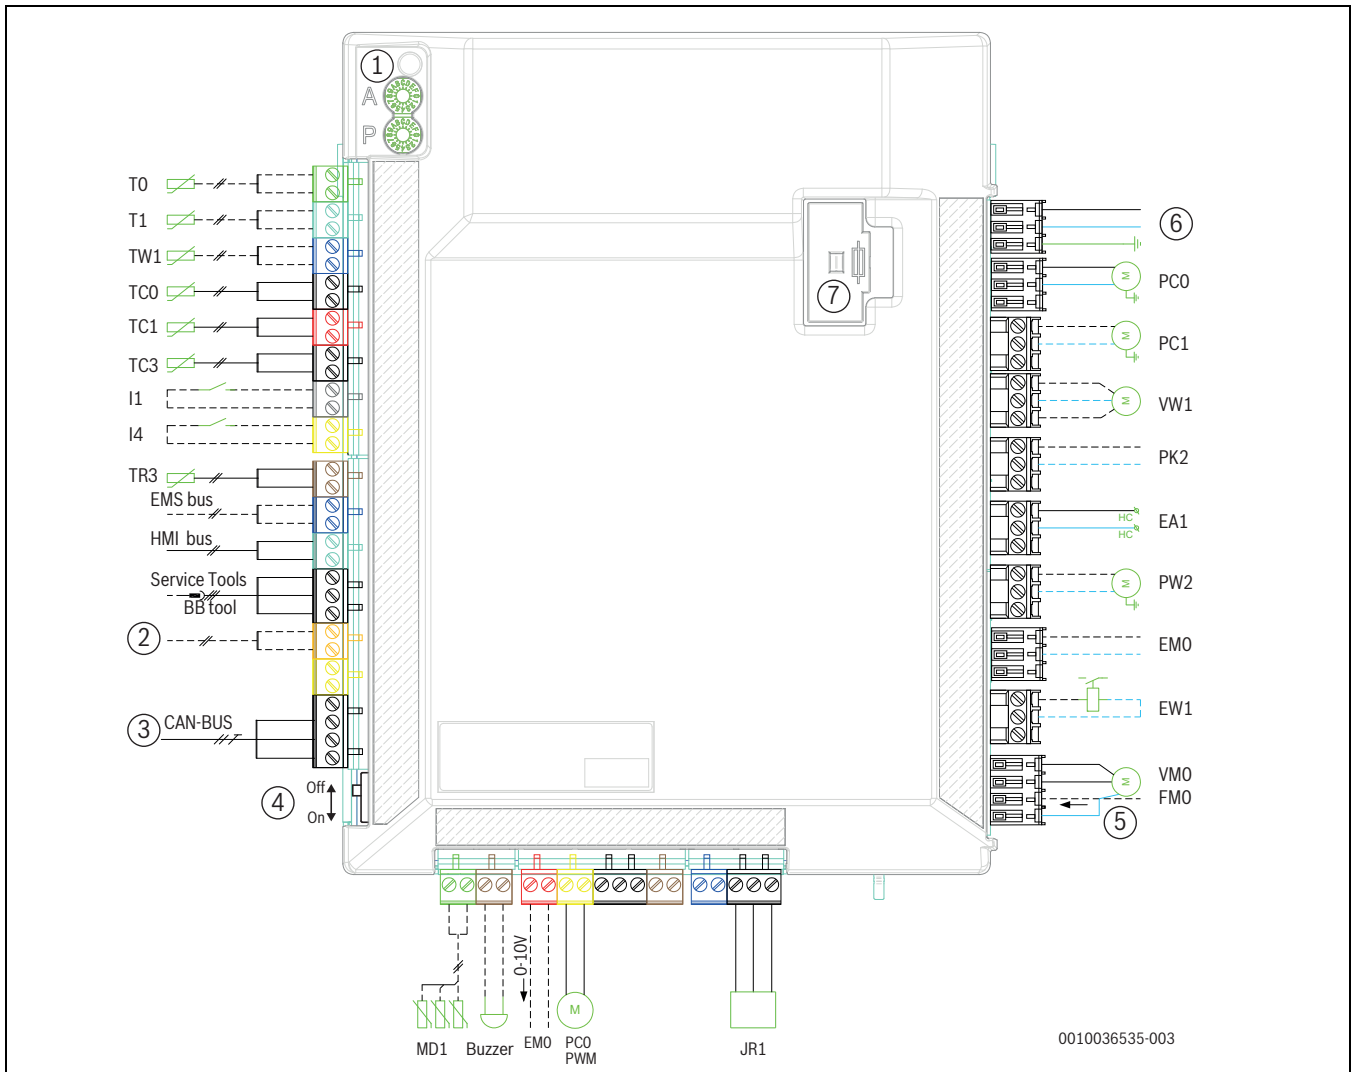 1
A
P
T0
T1
TW1
TC0
TC1
TC3
I1
I4
TR3
EMS bus
HMI bus
Service Tools
BB tool
2
3 CAN-BUS
4 Off
On
6
7
PC0
M
PC1
M
VW1
M
PK2
EA1
HC
HC
PW2
M
EM0
EW1
VM0
M
FM0
5
0-10V
M
MD1
Buzzer
EM0
PC0
PWM
JR1
0010036535-003